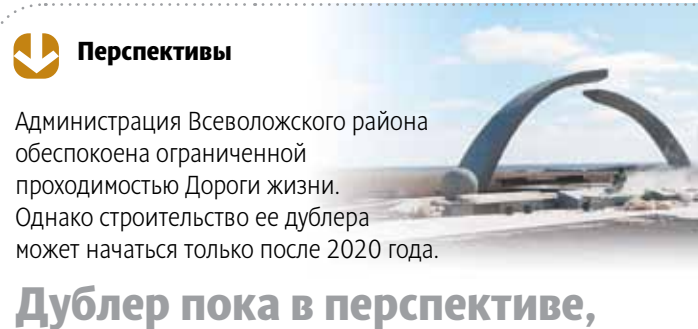 Перспективы
Администрация Всеволожского района
обеспокоена ограниченной
проходимостью Дороги жизни.
Однако строительство ее дублера
может начаться только после 2020 года.
Дублер пока в перспективе,